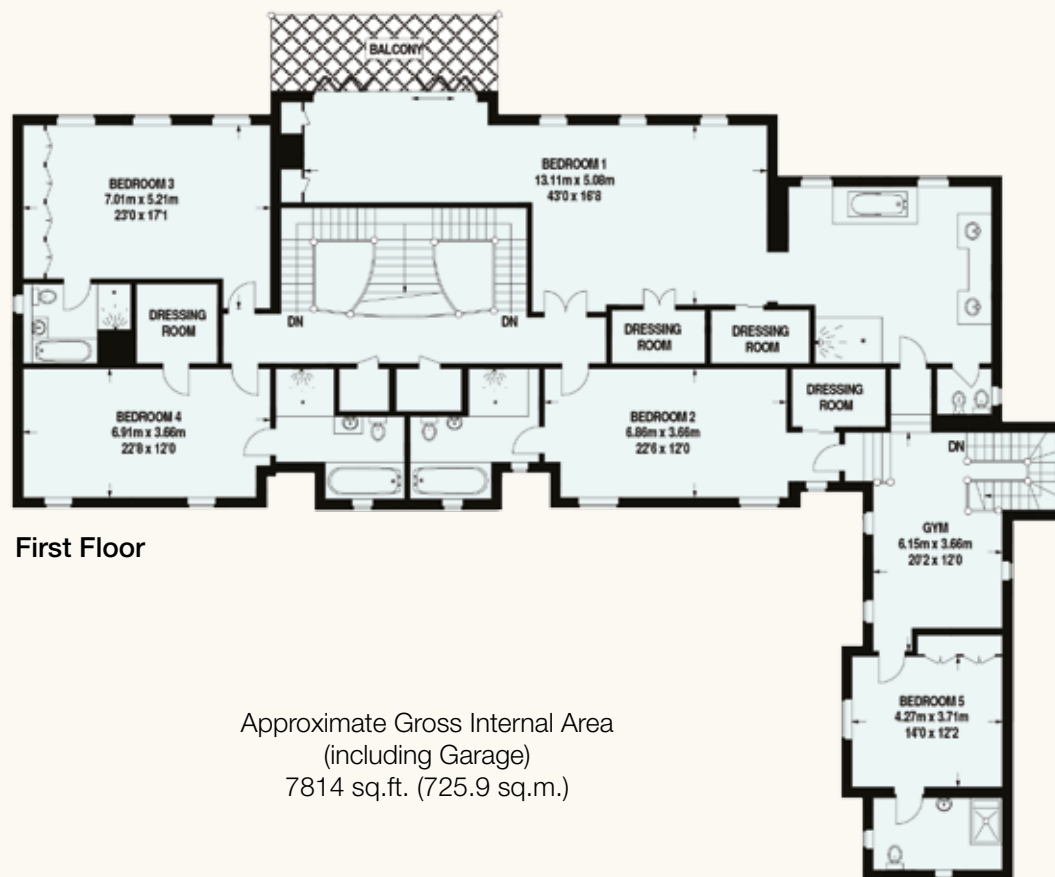 BALCONY
BEDROOM 3
7.01m x 5.21m
23'0 x 17'1
BEDROOM 1
13.11m x 5.08m
43'0 x 16'8
DRESSING
ROOM
DN
DN
DRESSING
ROOM
DRESSING
ROOM
BEDROOM 4
6.91m x 3.66m
22'8 x 12'0
BEDROOM 2
6.86m x 3.66m
22'6 x 12'0
DRESSING
ROOM
DN
GYM
6.15m x 3.66m
20'2 x 12'0
First Floor
BEDROOM 5
4.27m x 3.71m
14'0 x 12'2
Approximate Gross Internal Area
(including Garage)
7814 sq.ft. (725.9 sq.m.)